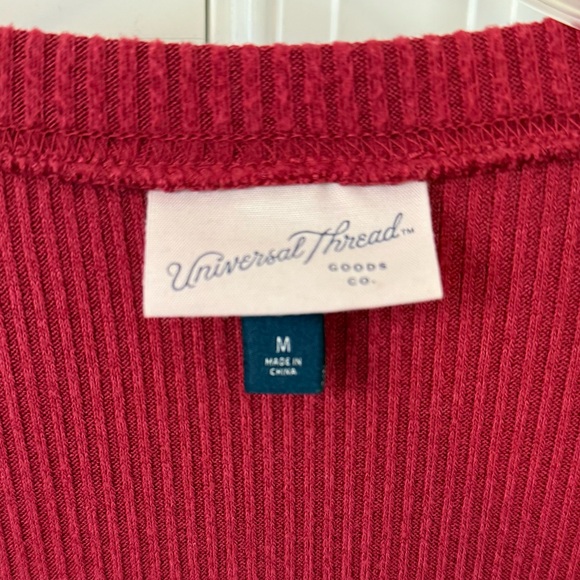 Universal Thread™
GOODS
CO.
M
MADE IN
CHINA